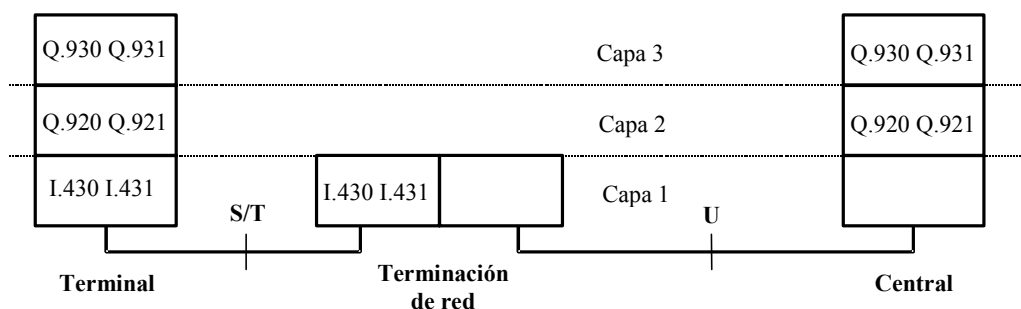 Q.930 Q.931
Capa 3
Q.930 Q.931
Q.920 Q.921
Capa 2
Q.920 Q.921
I.430 I.431
I.430 I.431
Capa 1
S/T
U
Terminal
Terminación
de red
Central